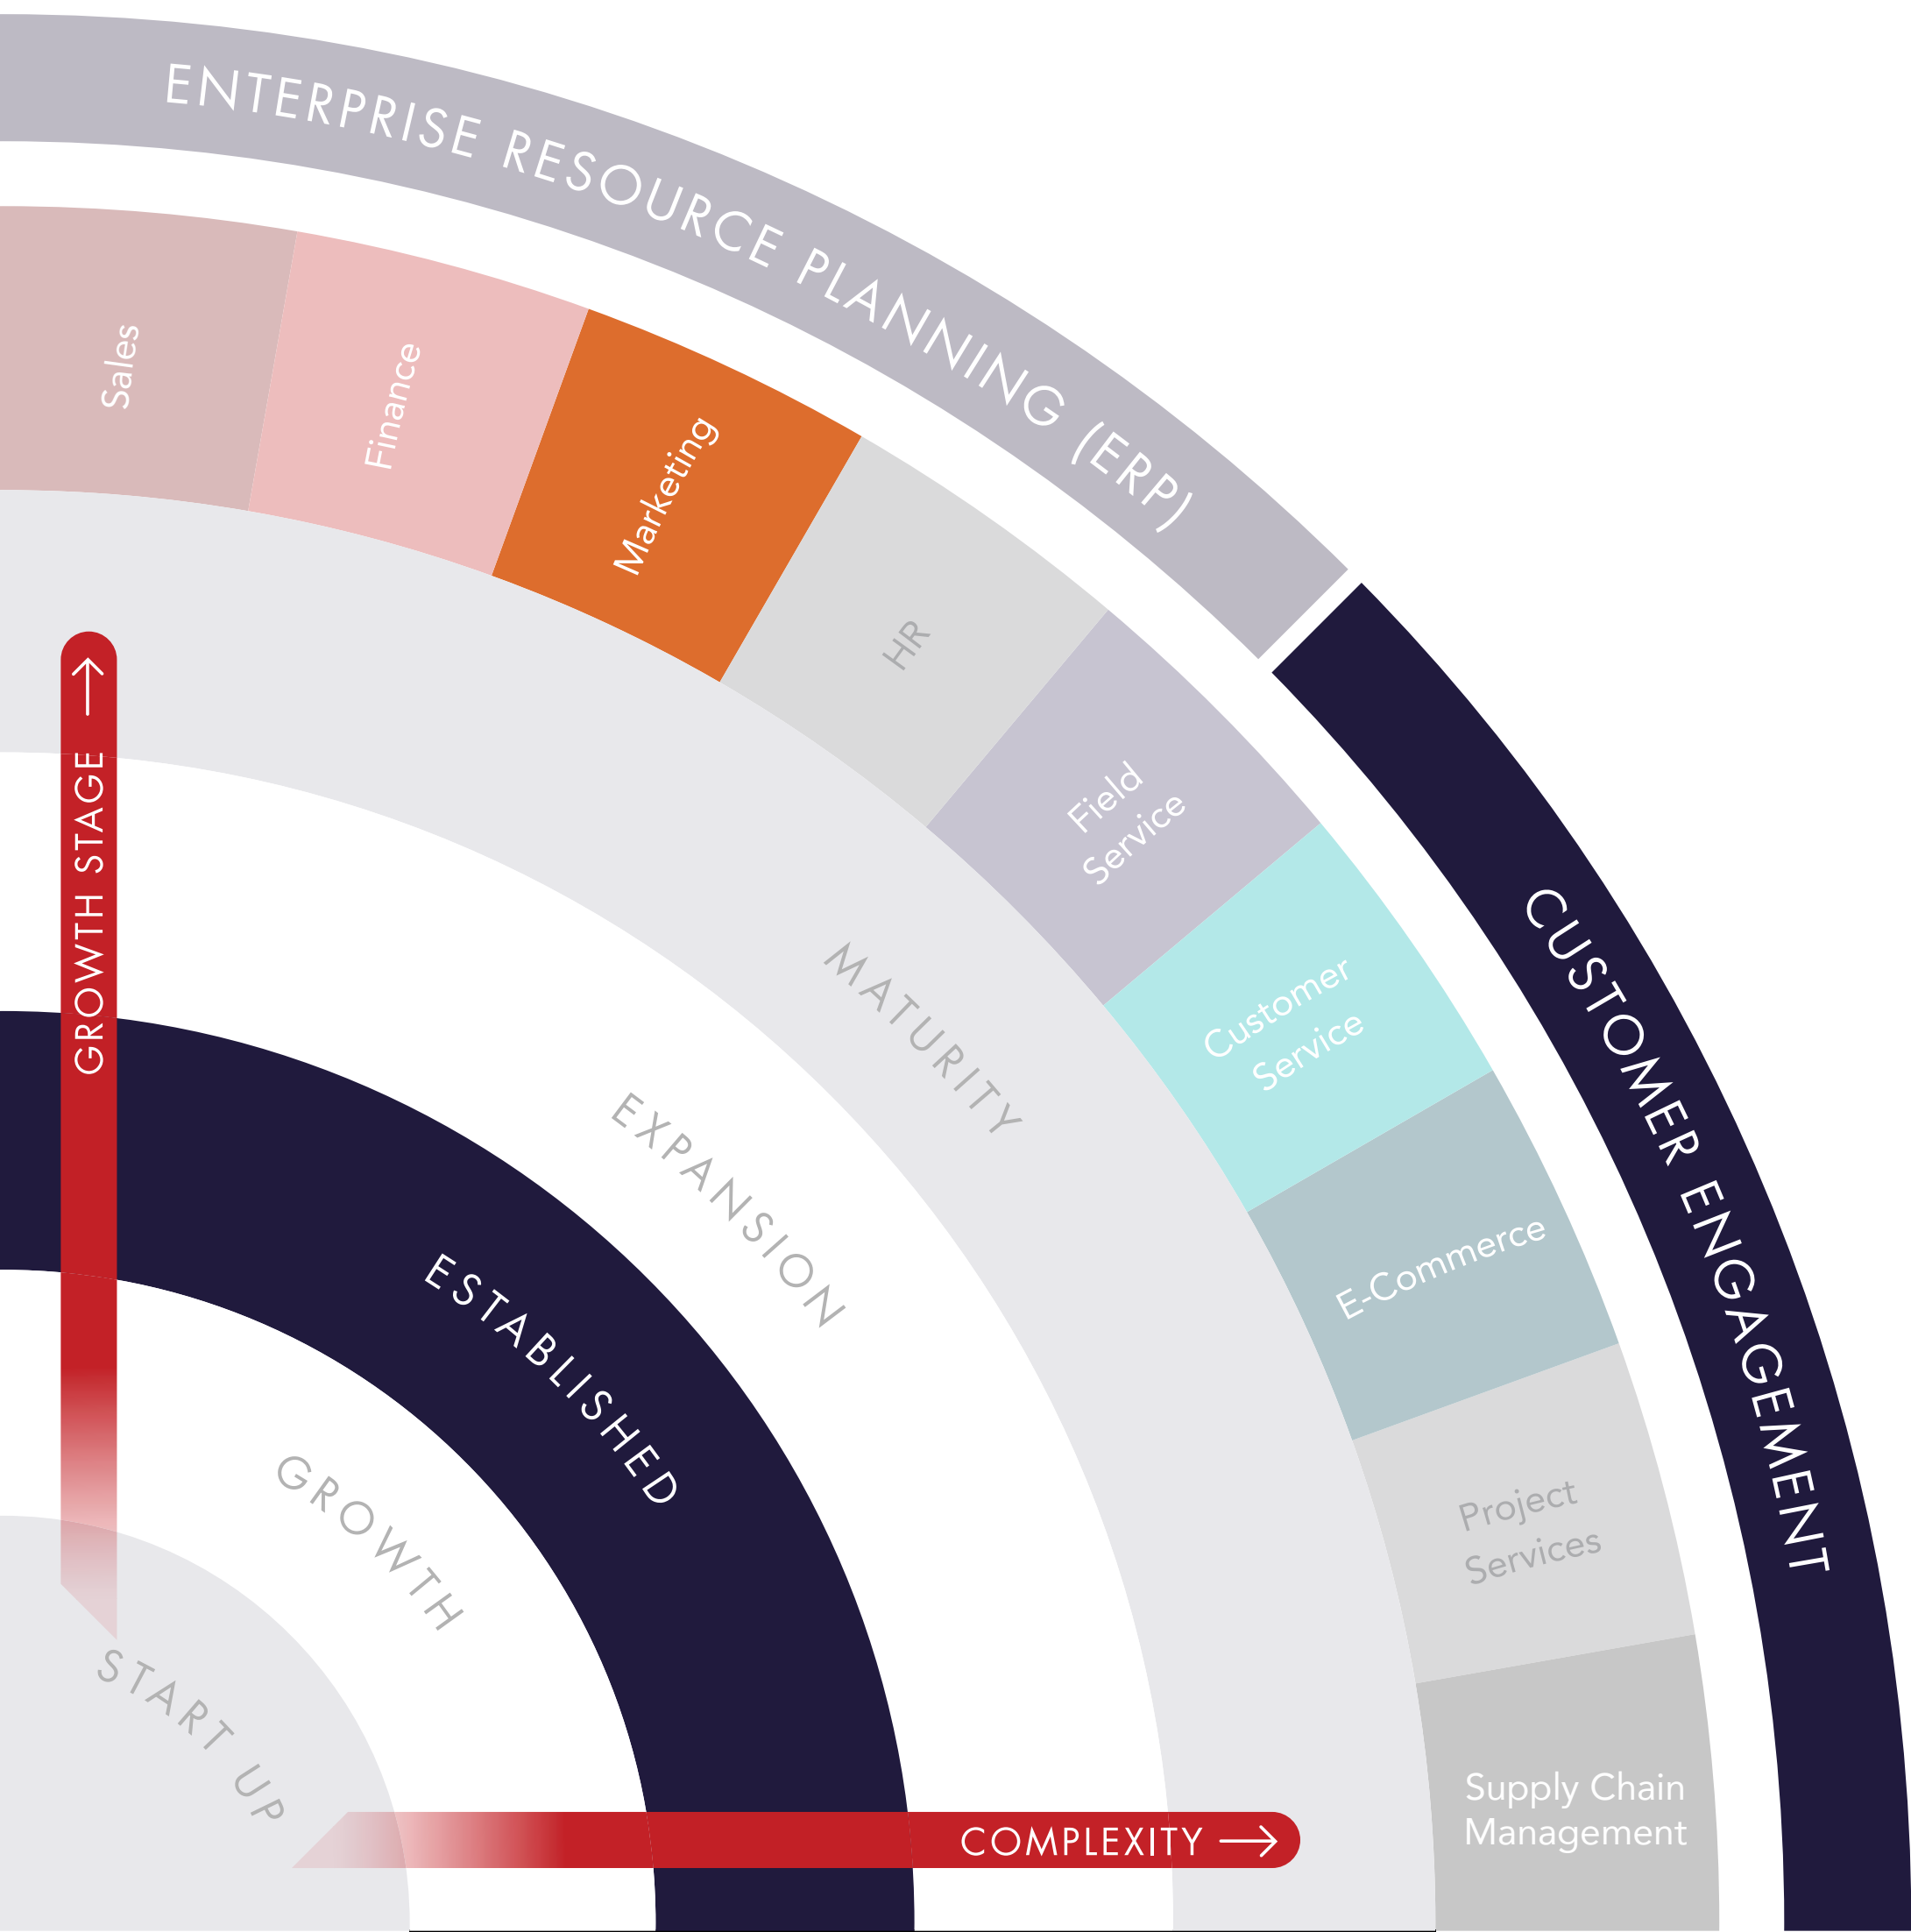 ENTERPRISE RESOURCE PLANNING (ERP)
CUSTOMER ENGAGEMENT
Sales
Finance
Marketing
HR
Field
Service
Customer
Service
E-Commerce
Project
Services
Supply Chain
Management
MATURITY
EXPANSION
ESTABLISHED
GROWTH
START UP
GROWTH STAGE
COMPLEXITY